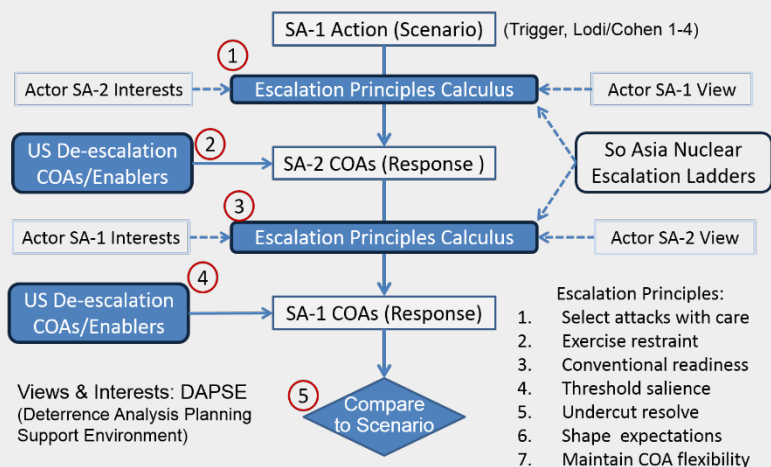 SA-1 Action (Scenario)
(Trigger, Lodi/Cohen 1-4)
1
Actor SA-2 Interests
Escalation Principles Calculus
Actor SA-1 View
US De-escalation
COAs/Enablers
2
SA-2 COAs (Response )
So Asia Nuclear
Escalation Ladders
3
Actor SA-1 Interests
Escalation Principles Calculus
Actor SA-2 View
US De-escalation
COAs/Enablers
4
SA-1 COAs (Response)
Escalation Principles:
1. Select attacks with care
2. Exercise restraint
3. Conventional readiness
4. Threshold salience
5. Undercut resolve
6. Shape expectations
7. Maintain COA flexibility
Views & Interests: DAPSE
(Deterrence Analysis Planning
Support Environment)
5
Compare
to Scenario